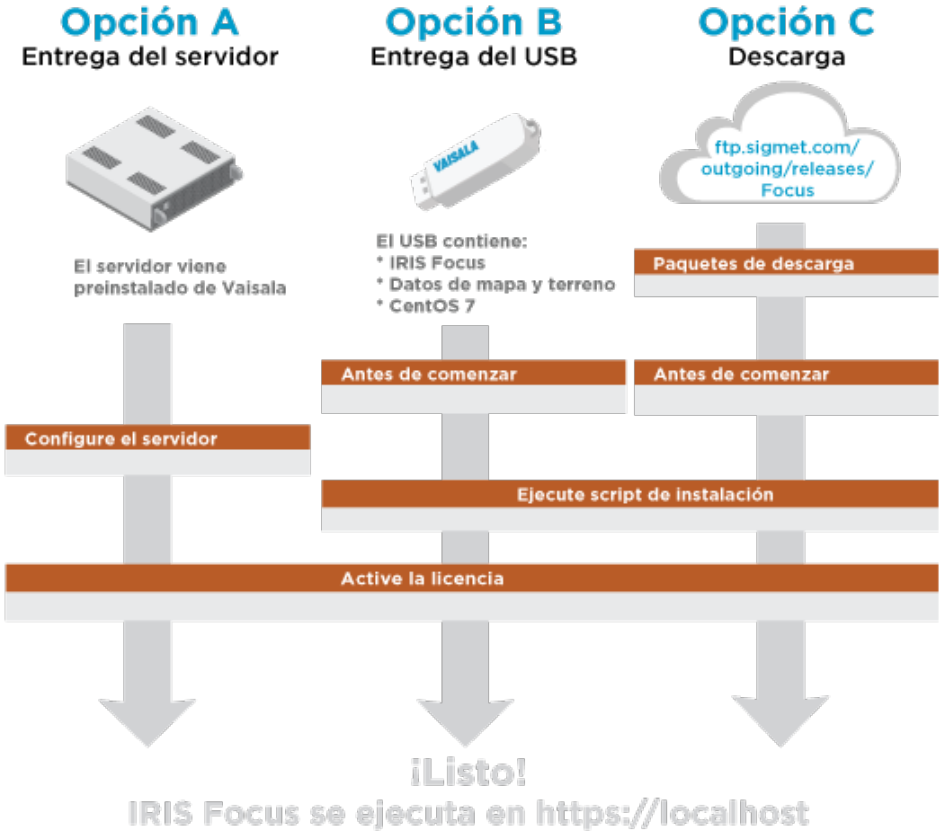 Opción A
Entrega del servidor
El servidor viene
preinstalado de Vaisala
Configure el servidor
Opción B
Entrega del USB
VAISALA
El USB contiene:
* IRIS Focus
* Datos de mapa y terreno
* CentOS 7
Antes de comenzar
Opción C
Descarga
ftp.sigmet.com/
outgoing/releases/
Focus
Paquetes de descarga
Antes de comenzar
Ejecute script de instalación
Active la licencia
¡Listo!
IRIS Focus se ejecuta en https://localhost